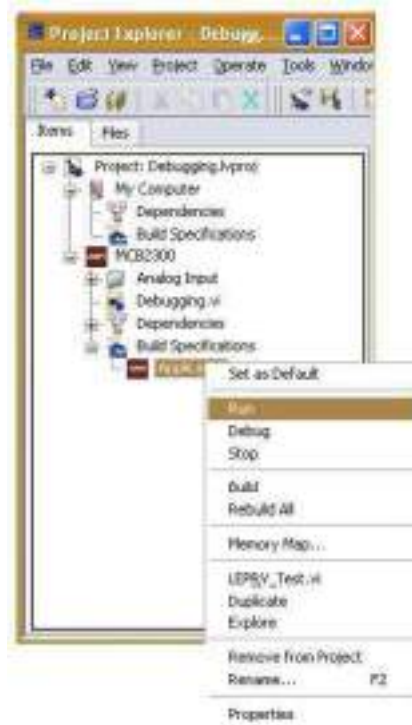 Project Explorer - Debugg
File Edit View Project Operate Tools Windo
Items Files
Project: Debugging.lvproj
My Computer
Dependencies
Build Specifications
MCB2300
Analog Input
Debugging.vi
Dependencies
Build Specifications
Set as Default
Run
Debug
Stop
Build
Rebuild All
Memory Map...
Duplicate
Explore
Remove from Project
Rename... F2
Properties